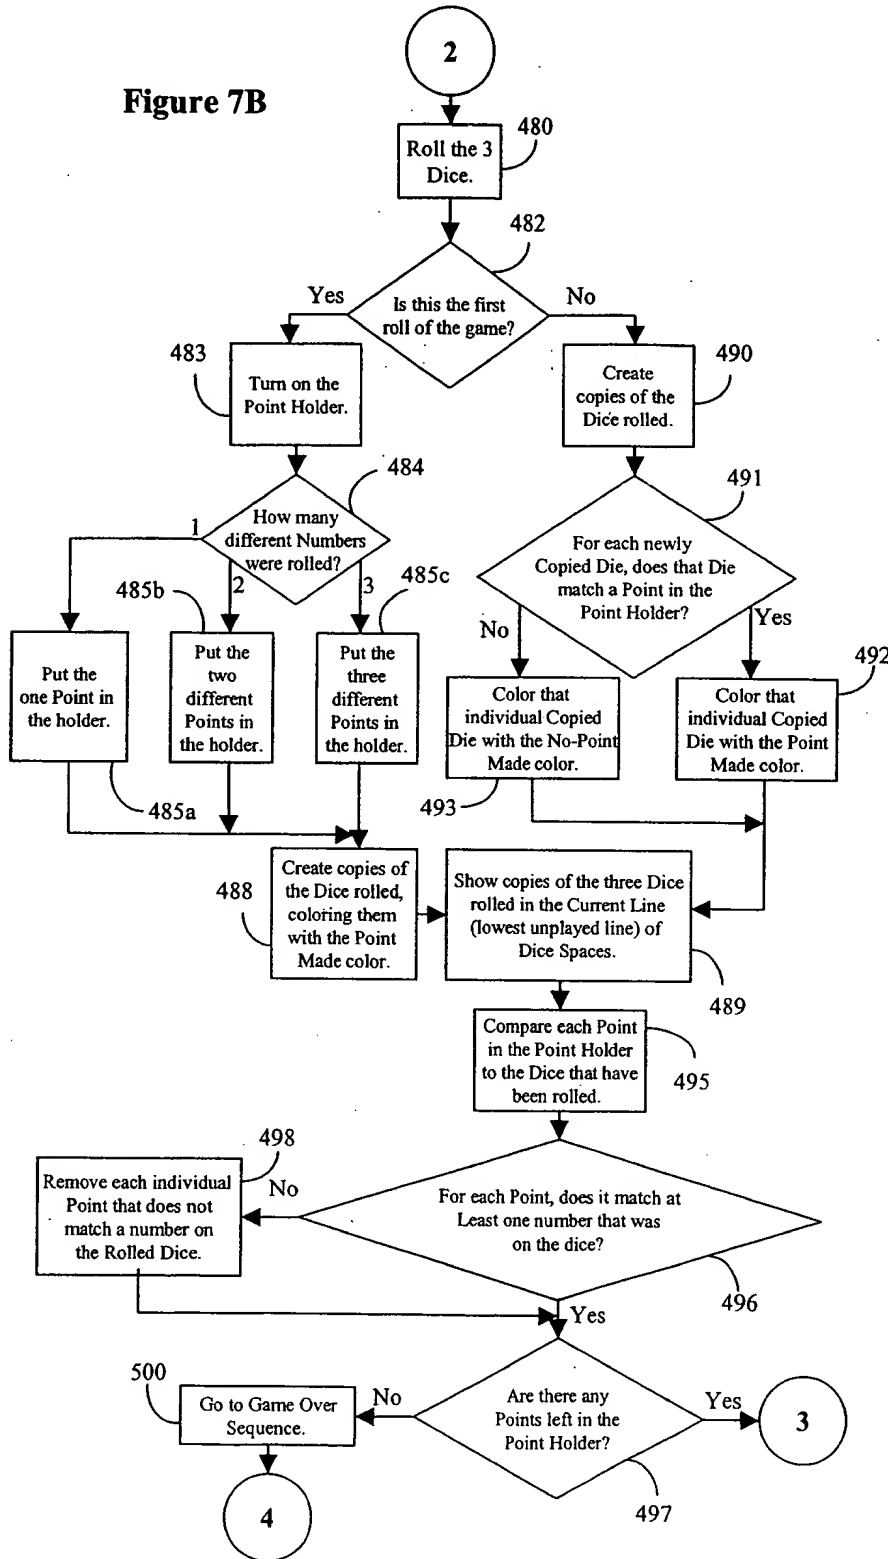 2
Figure 7B
480
Roll the 3
Dice.
482
Yes
Is this the first
roll of the game?
No
483
Turn on the
Point Holder.
490
Create
copies of the
Dice rolled.
484
How many
different Numbers
were rolled?
1
2
3
491
For each newly
Copied Die, does that Die
match a Point in the
Point Holder?
No
Yes
485b
485c
Put the
one Point in
the holder.
485a
Put the
two
different
Points in
the holder.
Put the
three
different
Points in
the holder.
Color that
individual Copied
Die with the No-Point
Made color.
493
492
Color that
individual Copied
Die with the Point
Made color.
488
Create copies of
the Dice rolled,
coloring them
with the Point
Made color.
Show copies of the three Dice
rolled in the Current Line
(lowest unplayed line) of
Dice Spaces.
489
Compare each Point
in the Point Holder
to the Dice that have
been rolled.
495
498
Remove each individual
Point that does not
match a number on
the Rolled Dice.
No
For each Point, does it match at
Least one number that was
on the dice?
496
Yes
500
Go to Game Over
Sequence.
No
Are there any
Points left in the
Point Holder?
Yes
3
497
4